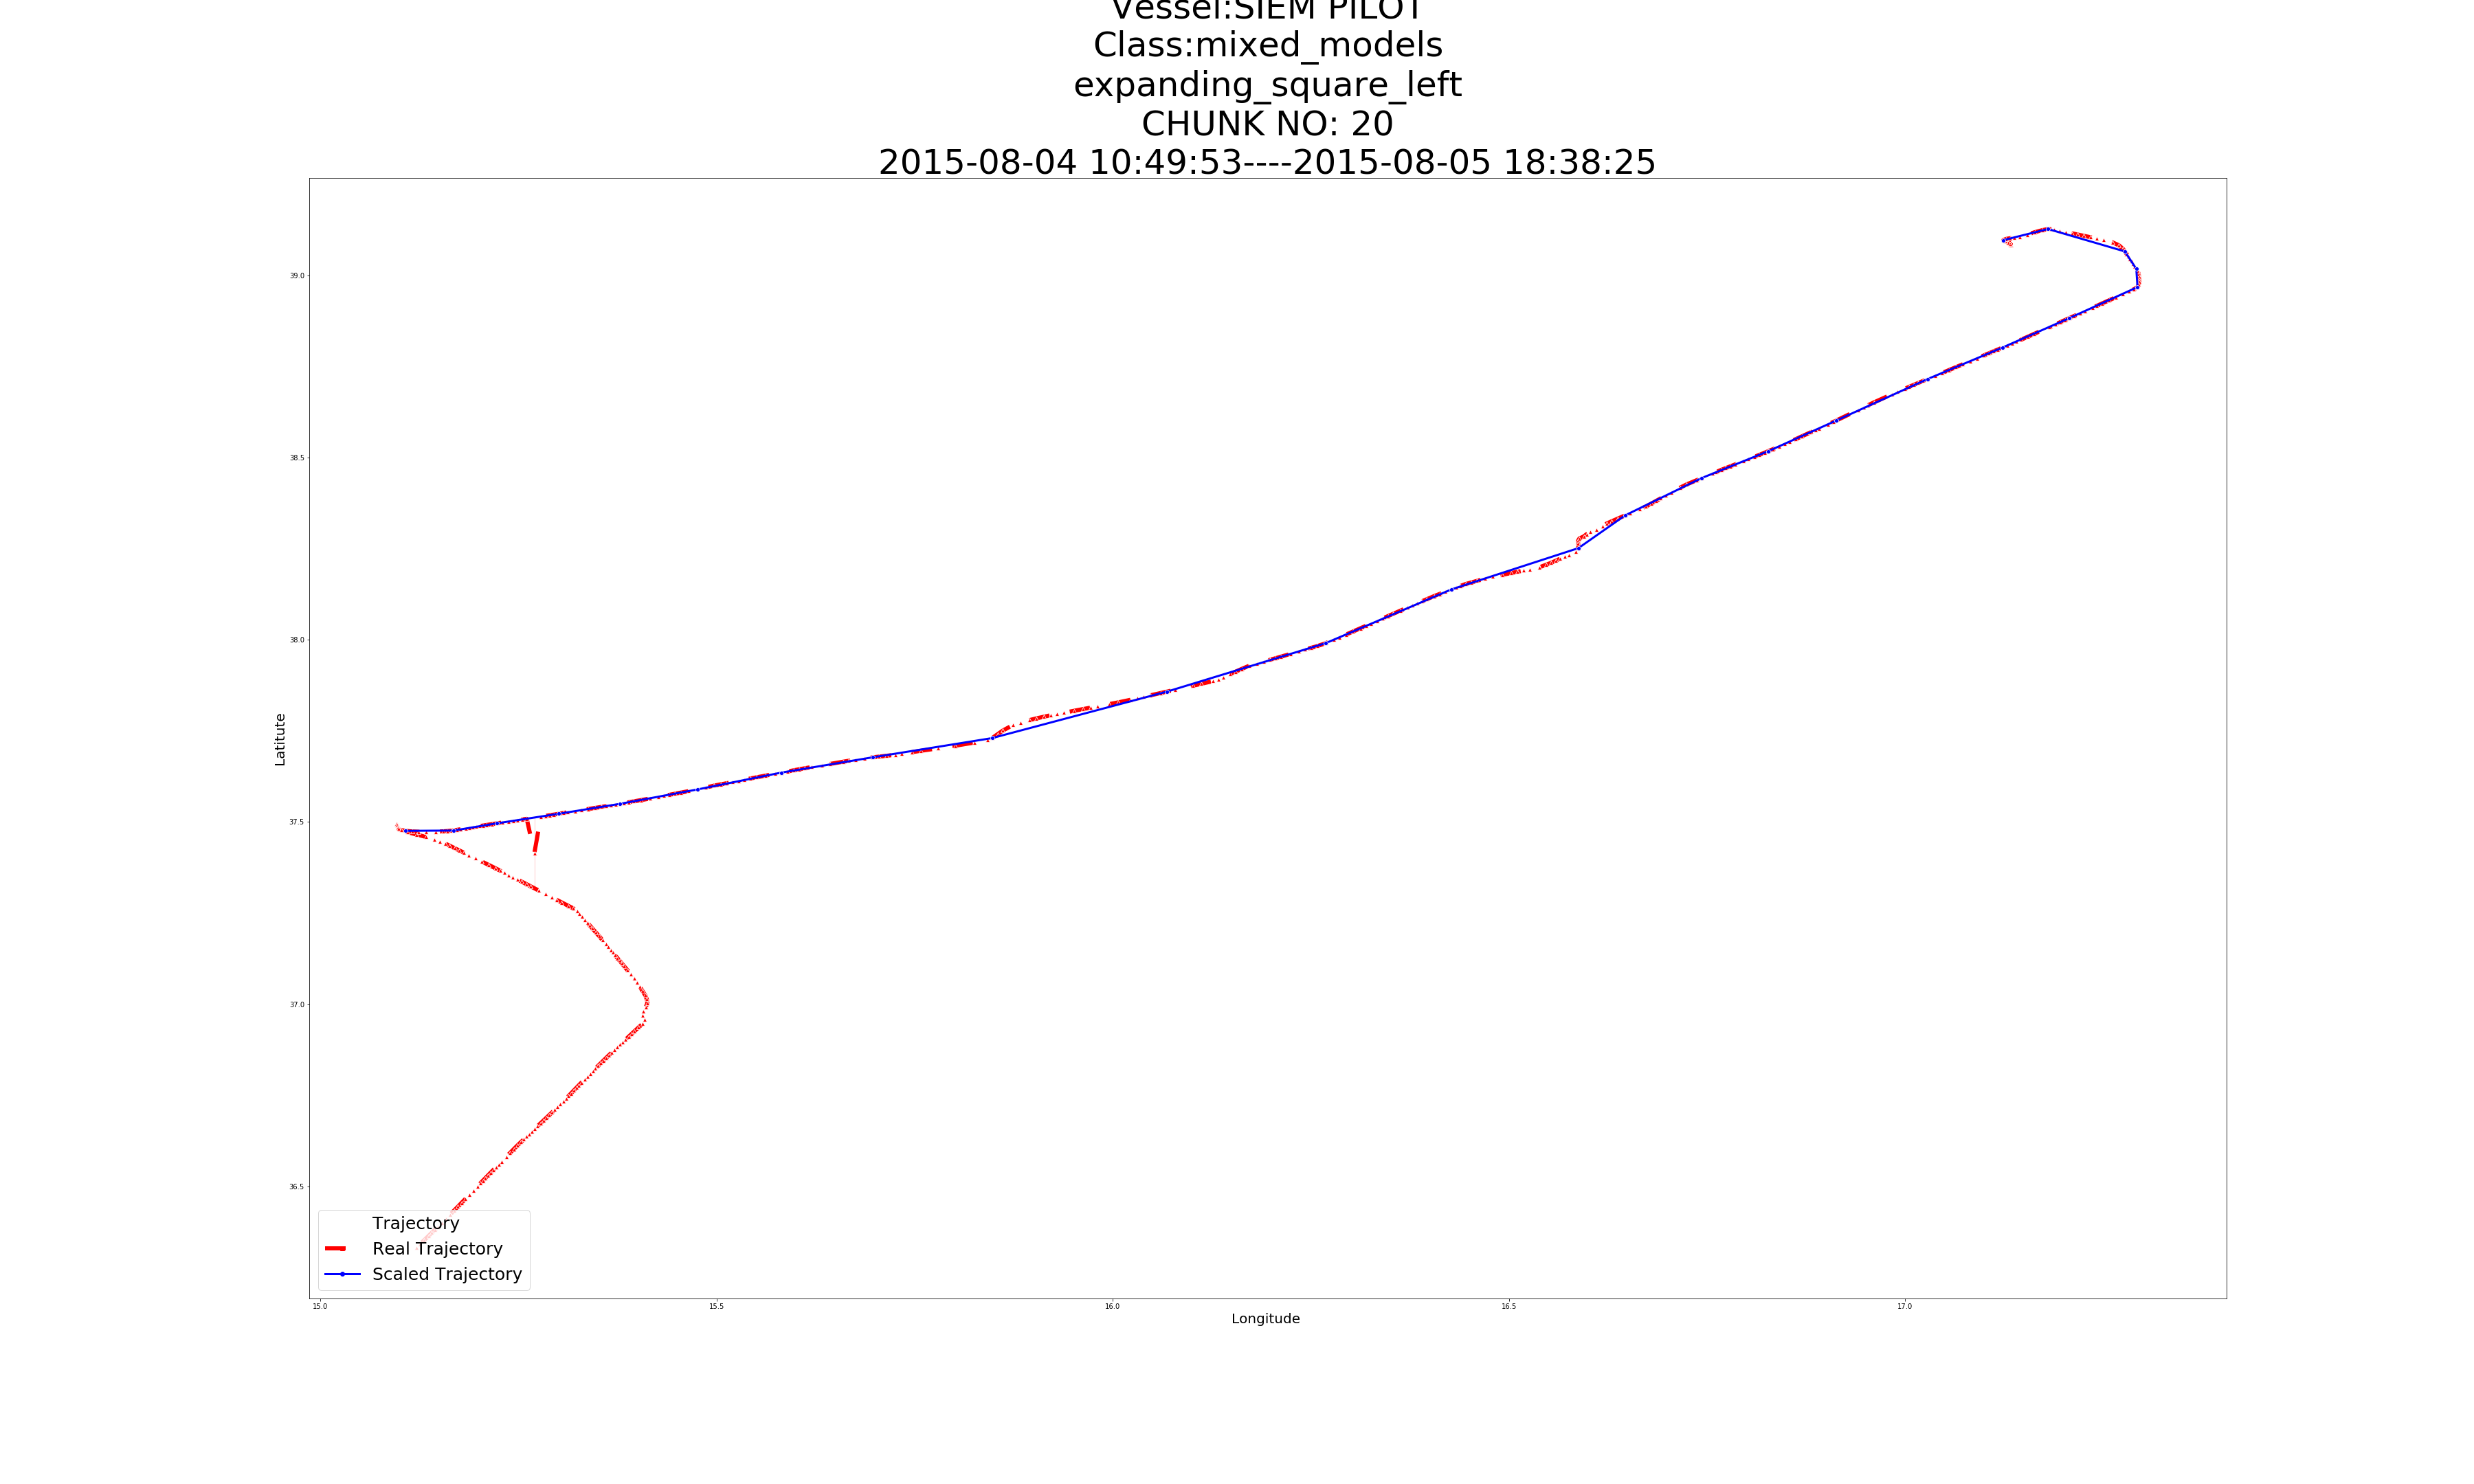 Vessel:SIEM PILOT
Class:mixed_models
expanding_square_left
CHUNK NO: 20
2015-08-04 10:49:53----2015-08-05 18:38:25
39.0
38.5
38.0
37.5
37.0
36.5
Latitute
Trajectory
Real Trajectory
Scaled Trajectory
15.0
15.5
16.0
16.5
17.0
Longitude